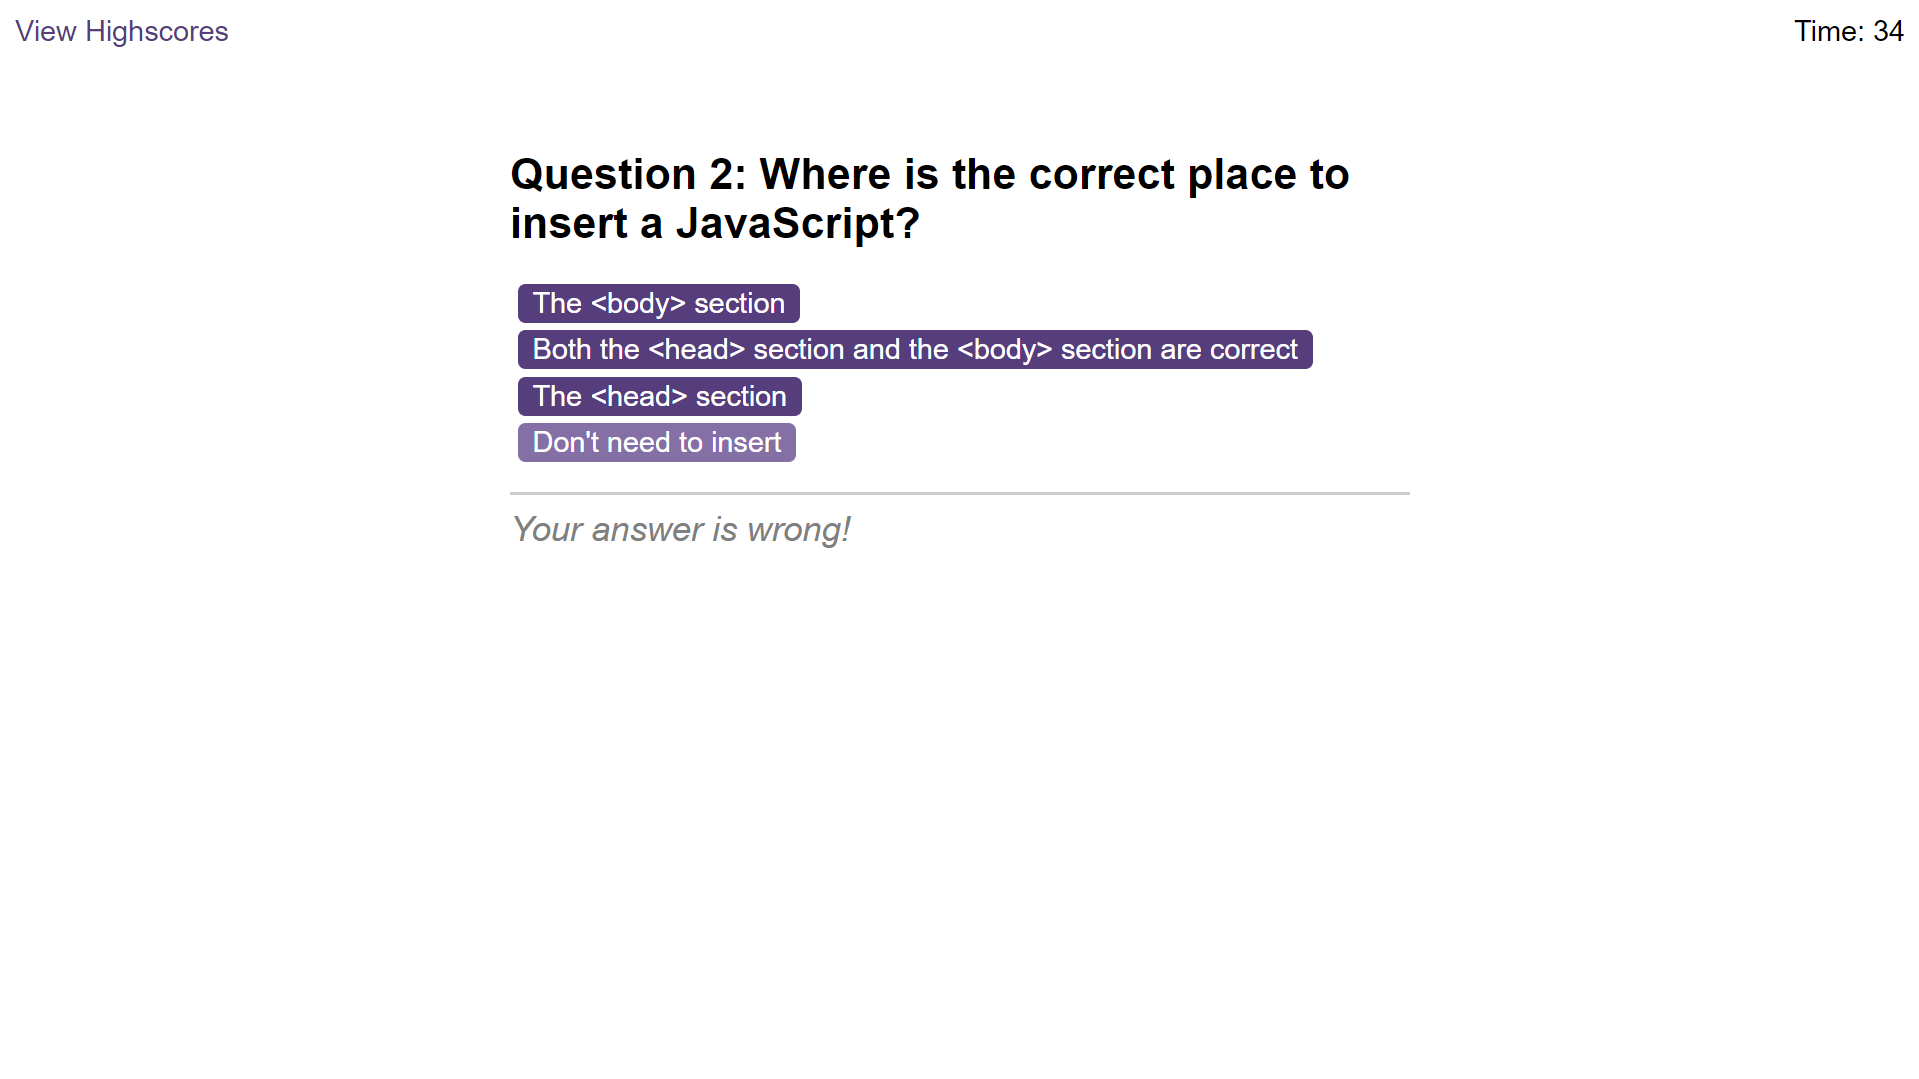 View Highscores
Time: 34
Question 2: Where is the correct place to
insert a JavaScript?
The <body> section
Both the <head> section and the <body> section are correct
The <head> section
Don't need to insert
Your answer is wrong!